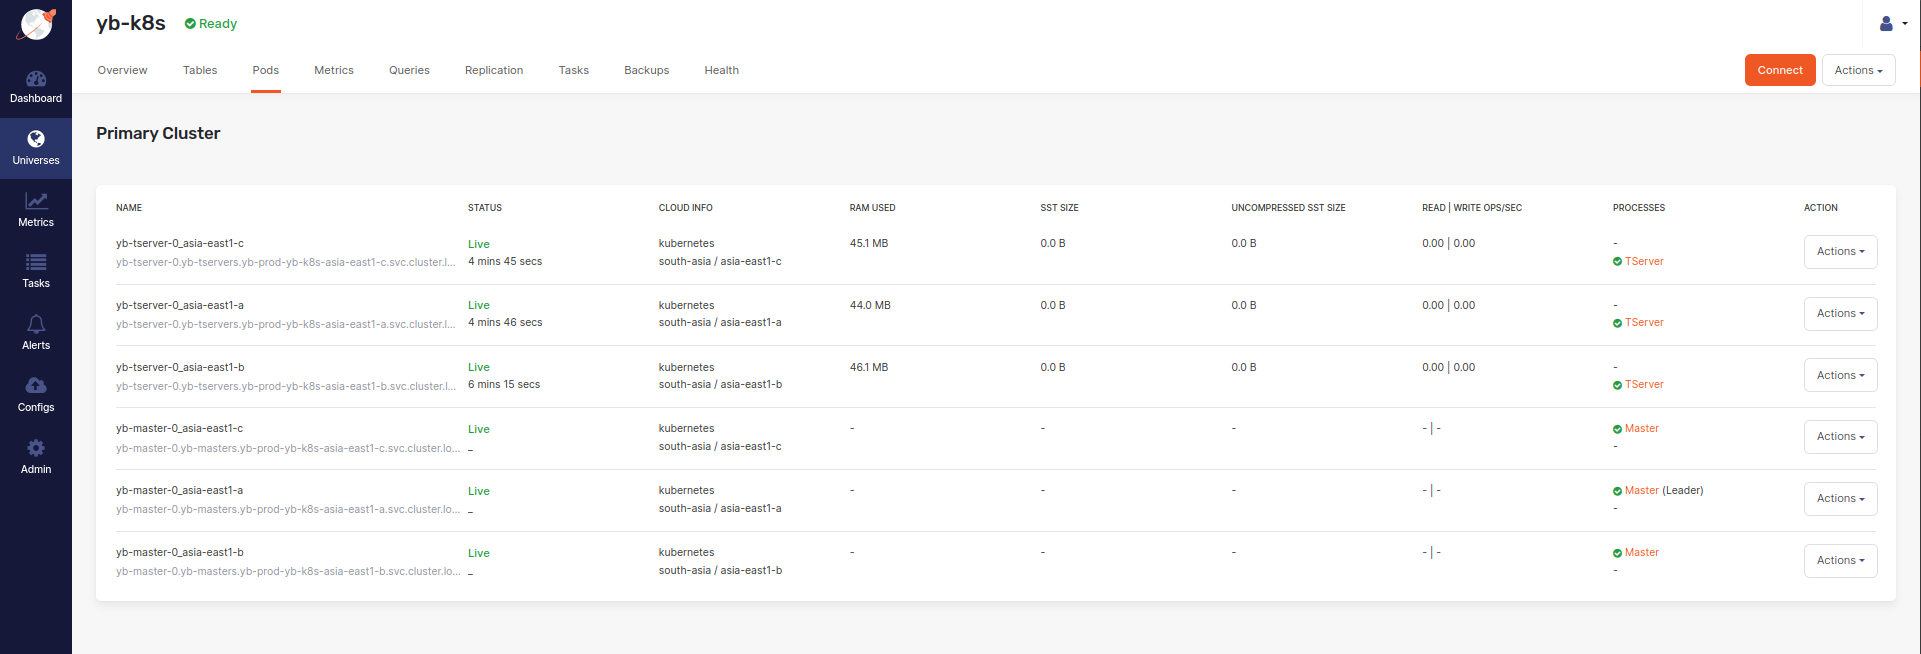 yb-k8s
Ready
Overview Tables Pods Metrics Queries Replication Tasks Backups Health
Connect Actions
Dashboard
Universes
Metrics
Tasks
Alerts
Configs
Admin
Primary Cluster
NAME STATUS CLOUD INFO RAM USED SST SIZE UNCOMPRESSED SST SIZE READ | WRITE OPS/SEC PROCESSES ACTION
yb-tserver-0_asia-east1-c Live kubernetes 45.1 MB 0.0 B 0.0 B 0.00 | 0.00 - Actions
yb-tserver-0.yb-tservers.yb-prod-yb-k8s-asia-east1-c.svc.cluster.l... 4 mins 45 secs south-asia / asia-east1-c TServer
yb-tserver-0_asia-east1-a Live kubernetes 44.0 MB 0.0 B 0.0 B 0.00 | 0.00 - Actions
yb-tserver-0.yb-tservers.yb-prod-yb-k8s-asia-east1-a.svc.cluster.l... 4 mins 46 secs south-asia / asia-east1-a TServer
yb-tserver-0_asia-east1-b Live kubernetes 46.1 MB 0.0 B 0.0 B 0.00 | 0.00 - Actions
yb-tserver-0.yb-tservers.yb-prod-yb-k8s-asia-east1-b.svc.cluster.l... 6 mins 15 secs south-asia / asia-east1-b TServer
yb-master-0_asia-east1-c Live kubernetes - - - - | - Master Actions
yb-master-0.yb-masters.yb-prod-yb-k8s-asia-east1-c.svc.cluster.lo... _ south-asia / asia-east1-c -
yb-master-0_asia-east1-a Live kubernetes - - - - | - Master (Leader) Actions
yb-master-0.yb-masters.yb-prod-yb-k8s-asia-east1-a.svc.cluster.lo... _ south-asia / asia-east1-a -
yb-master-0_asia-east1-b Live kubernetes - - - - | - Master Actions
yb-master-0.yb-masters.yb-prod-yb-k8s-asia-east1-b.svc.cluster.lo... _ south-asia / asia-east1-b -